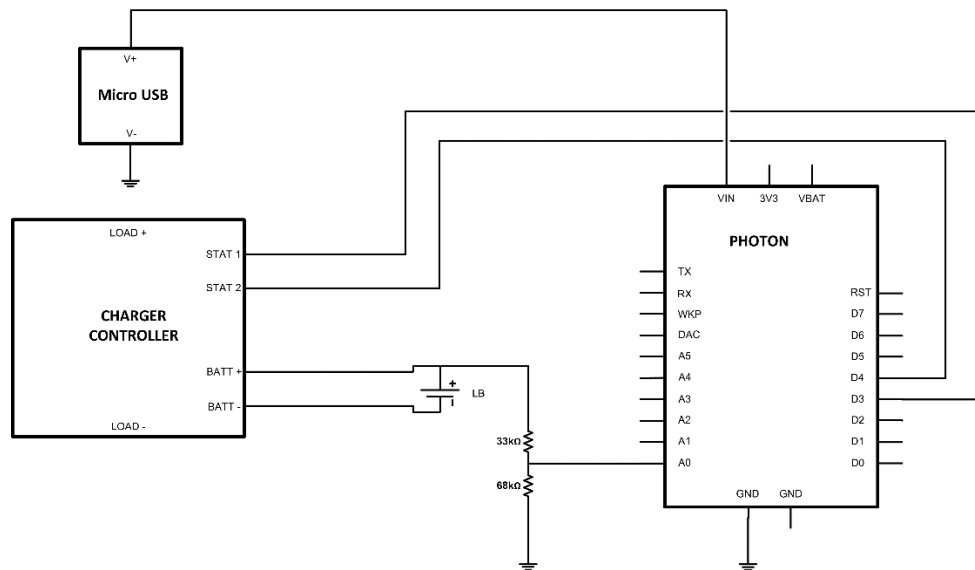 V+
Micro USB
V-
VIN
3V3
VBAT
PHOTON
LOAD +
STAT 1
STAT 2
CHARGER
CONTROLLER
BATT +
BATT -
LOAD -
+
LB
33kΩ
68kΩ
TX
RX
WKP
DAC
A5
A4
A3
A2
A1
A0
RST
D7
D6
D5
D4
D3
D2
D1
D0
GND
GND